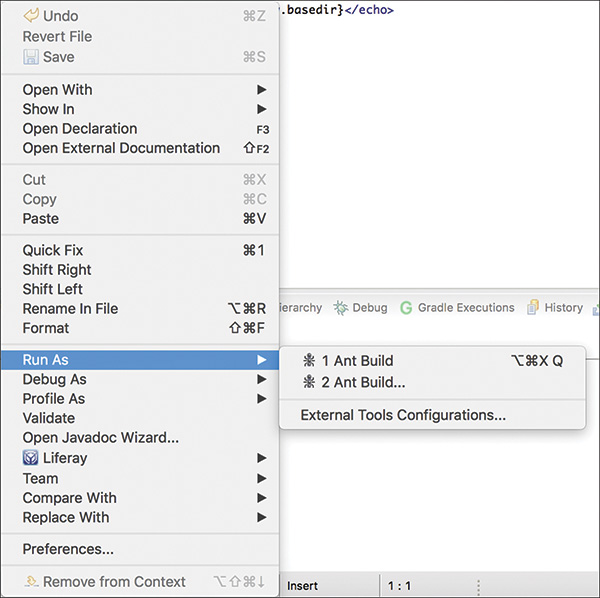 Undo ⌘Z
Revert File
Save ⌘S
Open With ▶
Show In ▶
Open Declaration F3
Open External Documentation ⇧F2
Cut ⌘X
Copy ⌘C
Paste ⌘V
Quick Fix ⌘1
Shift Right
Shift Left
Rename In File ⌥⌘R
Format ⇧⌘F
Run As ▶
Debug As ▶
Profile As ▶
Validate
Open Javadoc Wizard...
Liferay ▶
Team ▶
Compare With ▶
Replace With ▶
Preferences...
Remove from Context ⌥⇧⌘↓
.basedir}</echo>
ierarchy Debug Gradle Executions History
1 Ant Build ⌥⌘X Q
2 Ant Build...
External Tools Configurations...
Insert 1 : 1